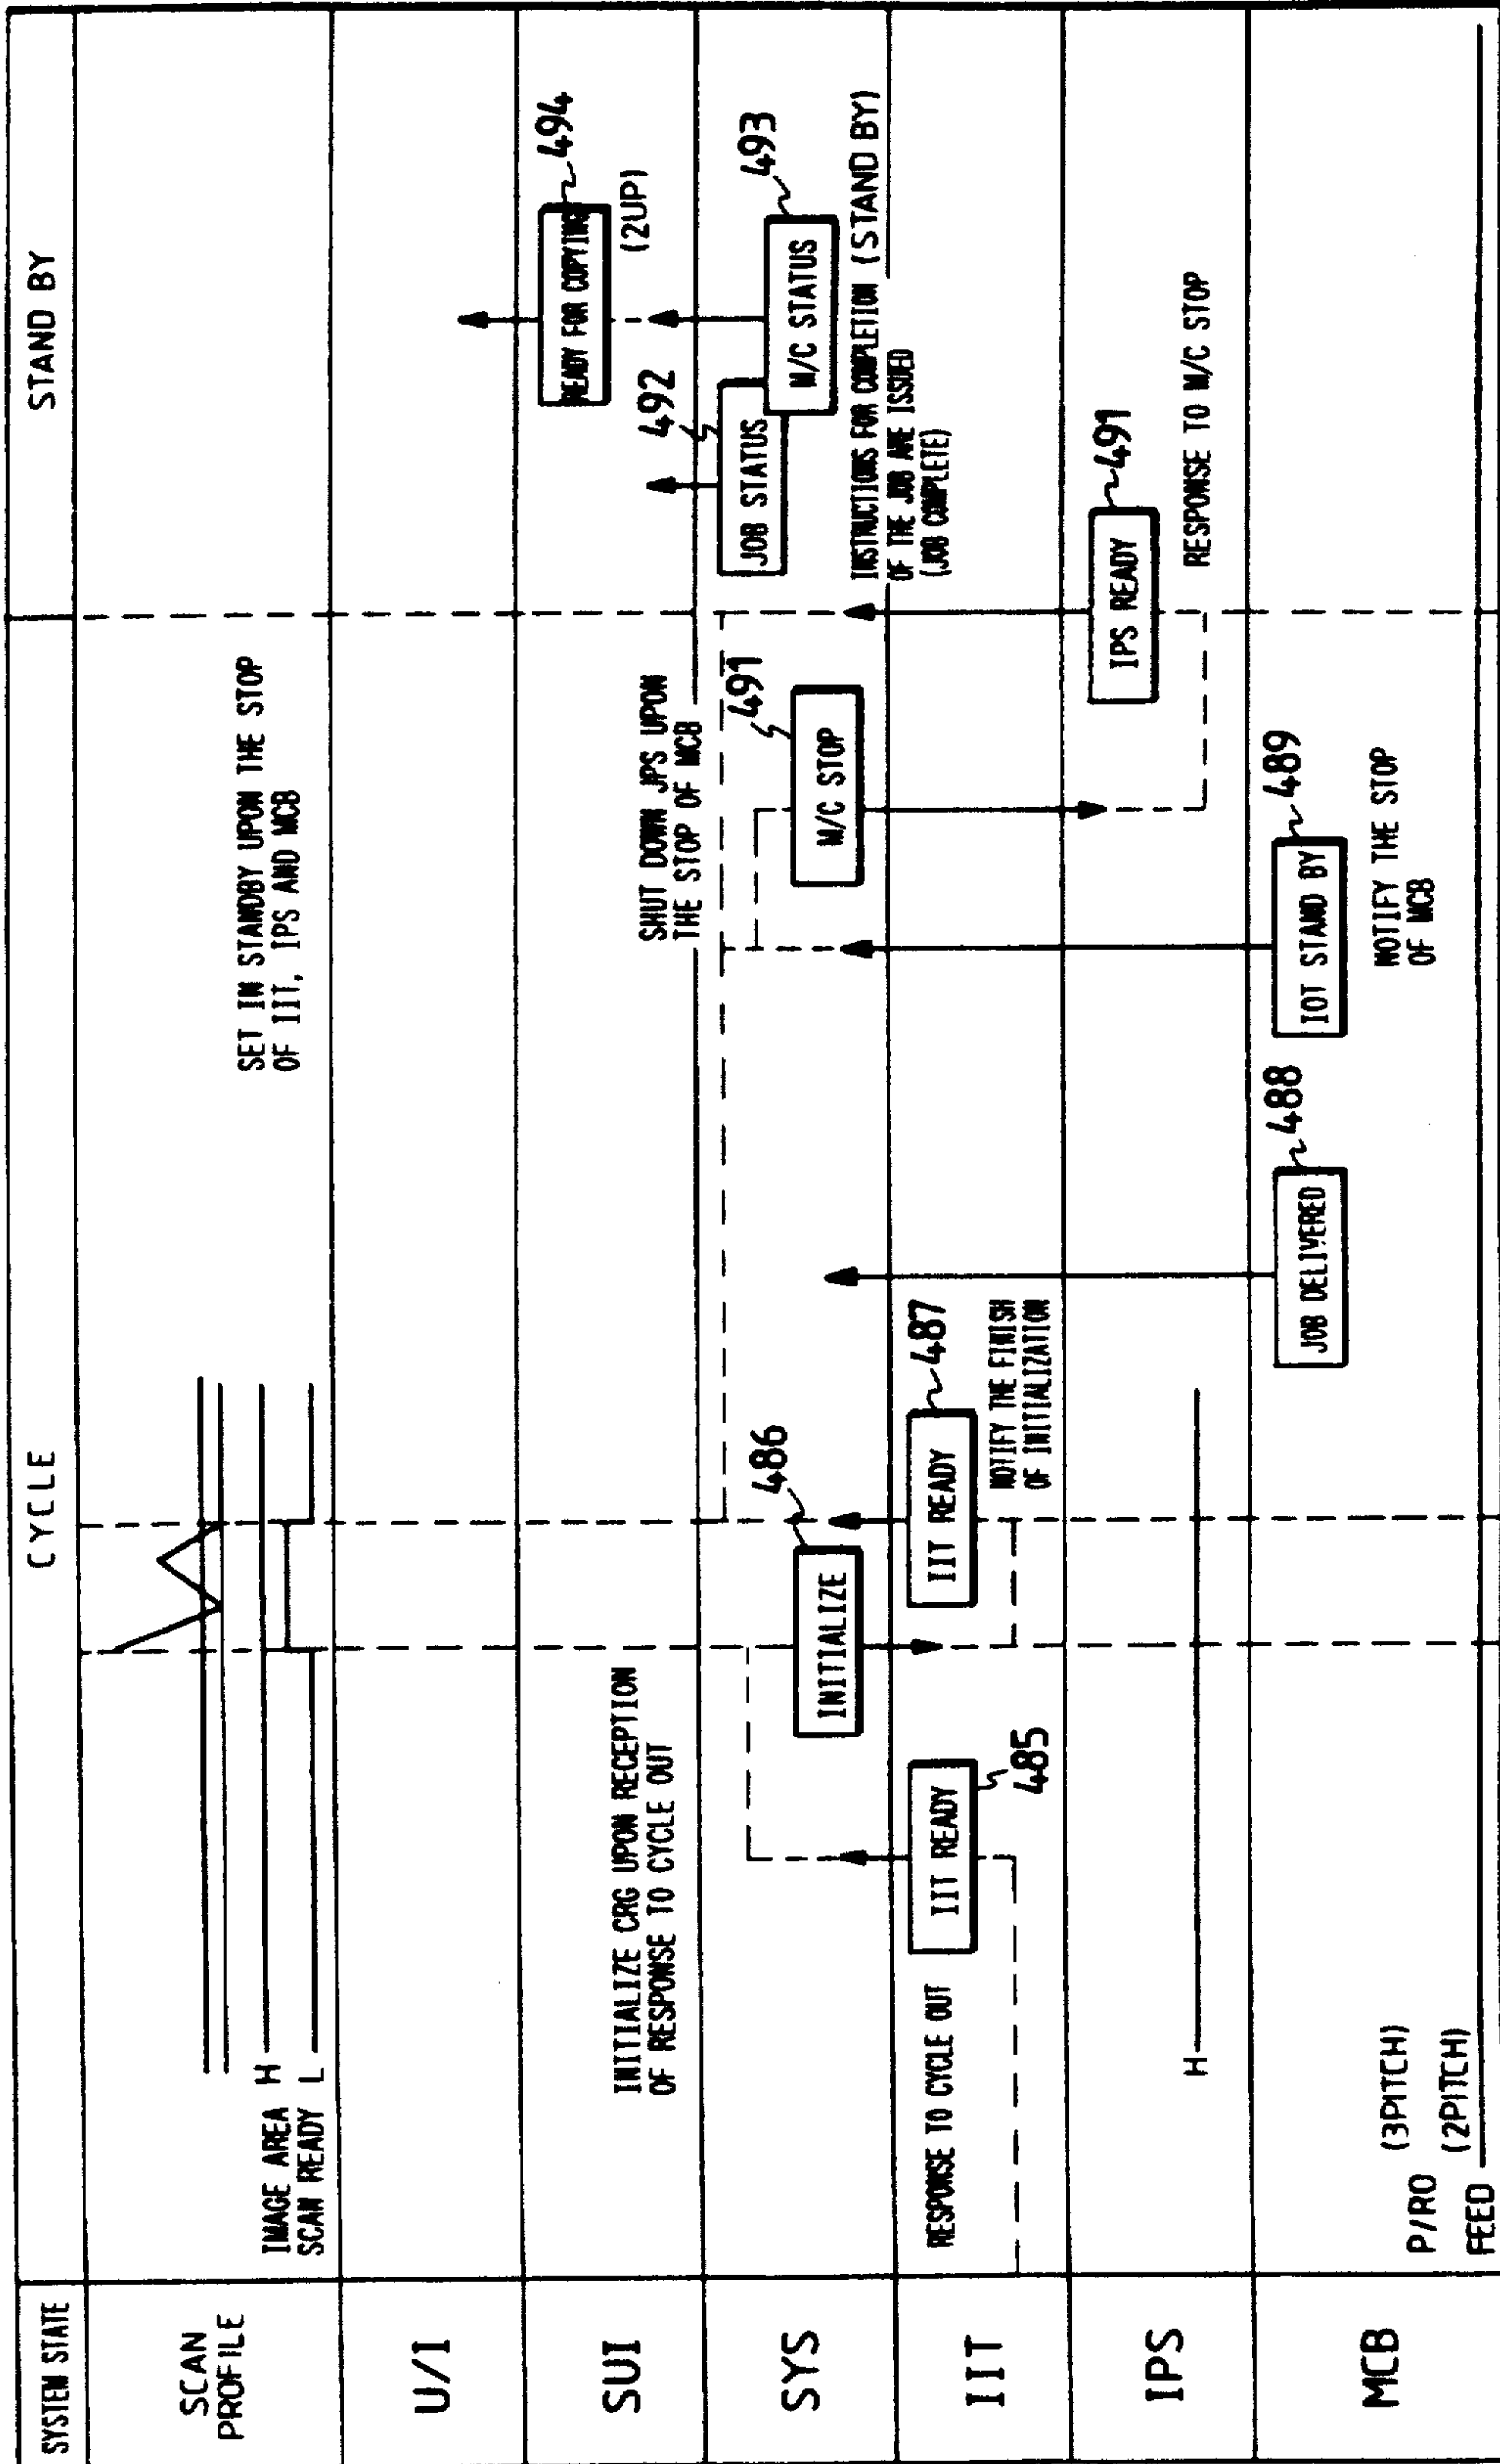 SYSTEM STATE
CYCLE
STAND BY
SCAN
PROFILE
IMAGE AREA H
SCAN READY L
SET IN STANDBY UPON THE STOP
OF IIT, IPS AND MCB
U/I
SUI
INITIALIZE CRG UPON RECEPTION
OF RESPONSE TO CYCLE OUT
SHUT DOWN JPS UPON
THE STOP OF MCB
READY FOR COPYING
494
(2UP)
SYS
INITIALIZE
486
M/C STOP
491
JOB STATUS
492
M/C STATUS
493
INSTRUCTIONS FOR COMPLETION (STAND BY)
OF THE JOB ARE ISSUED
(JOB COMPLETE)
IIT
RESPONSE TO CYCLE OUT
IIT READY
485
IIT READY
487
NOTIFY THE FINISH
OF INITIALIZATION
IPS
H
IPS READY
491
RESPONSE TO M/C STOP
MCB
P/RO (3PITCH)
(2PITCH)
FEED
JOB DELIVERED
488
IOT STAND BY
489
NOTIFY THE STOP
OF MCB